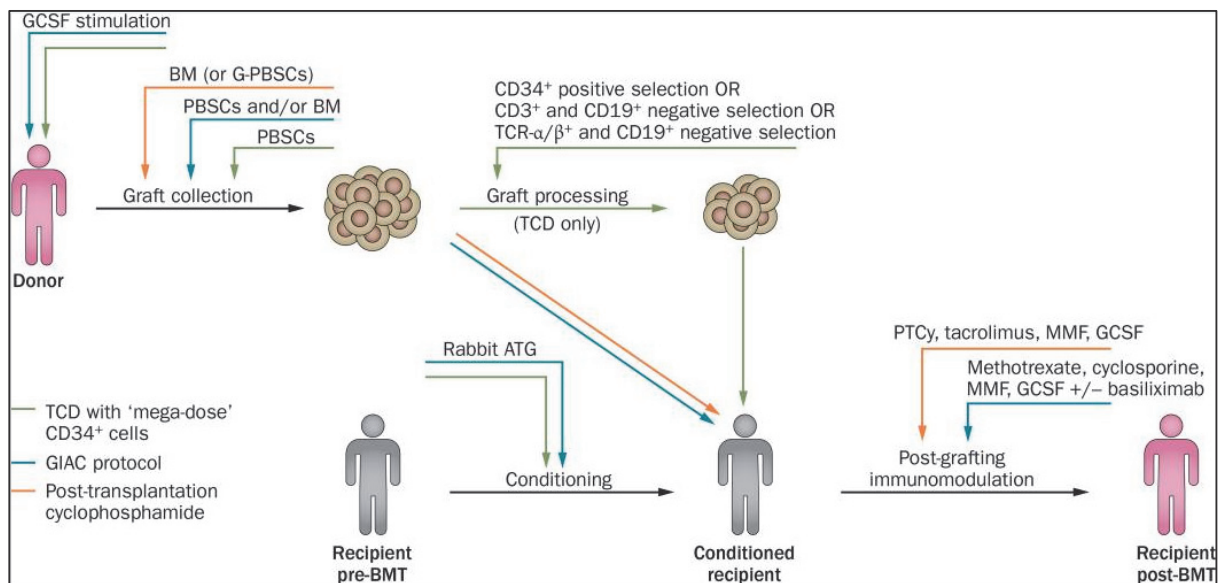 GCSF stimulation
BM (or G-PBSCs)
PBSCs and/or BM
PBSCs
CD34⁺ positive selection OR
CD3⁺ and CD19⁺ negative selection OR
TCR-α/β⁺ and CD19⁺ negative selection
Graft collection
Graft processing
(TCD only)
Donor
PTCy, tacrolimus, MMF, GCSF
Rabbit ATG
Methotrexate, cyclosporine,
MMF, GCSF +/− basiliximab
TCD with ‘mega-dose’
CD34⁺ cells
GIAC protocol
Post-transplantation
cyclophosphamide
Conditioning
Post-grafting
immunomodulation
Recipient
pre-BMT
Conditioned
recipient
Recipient
post-BMT